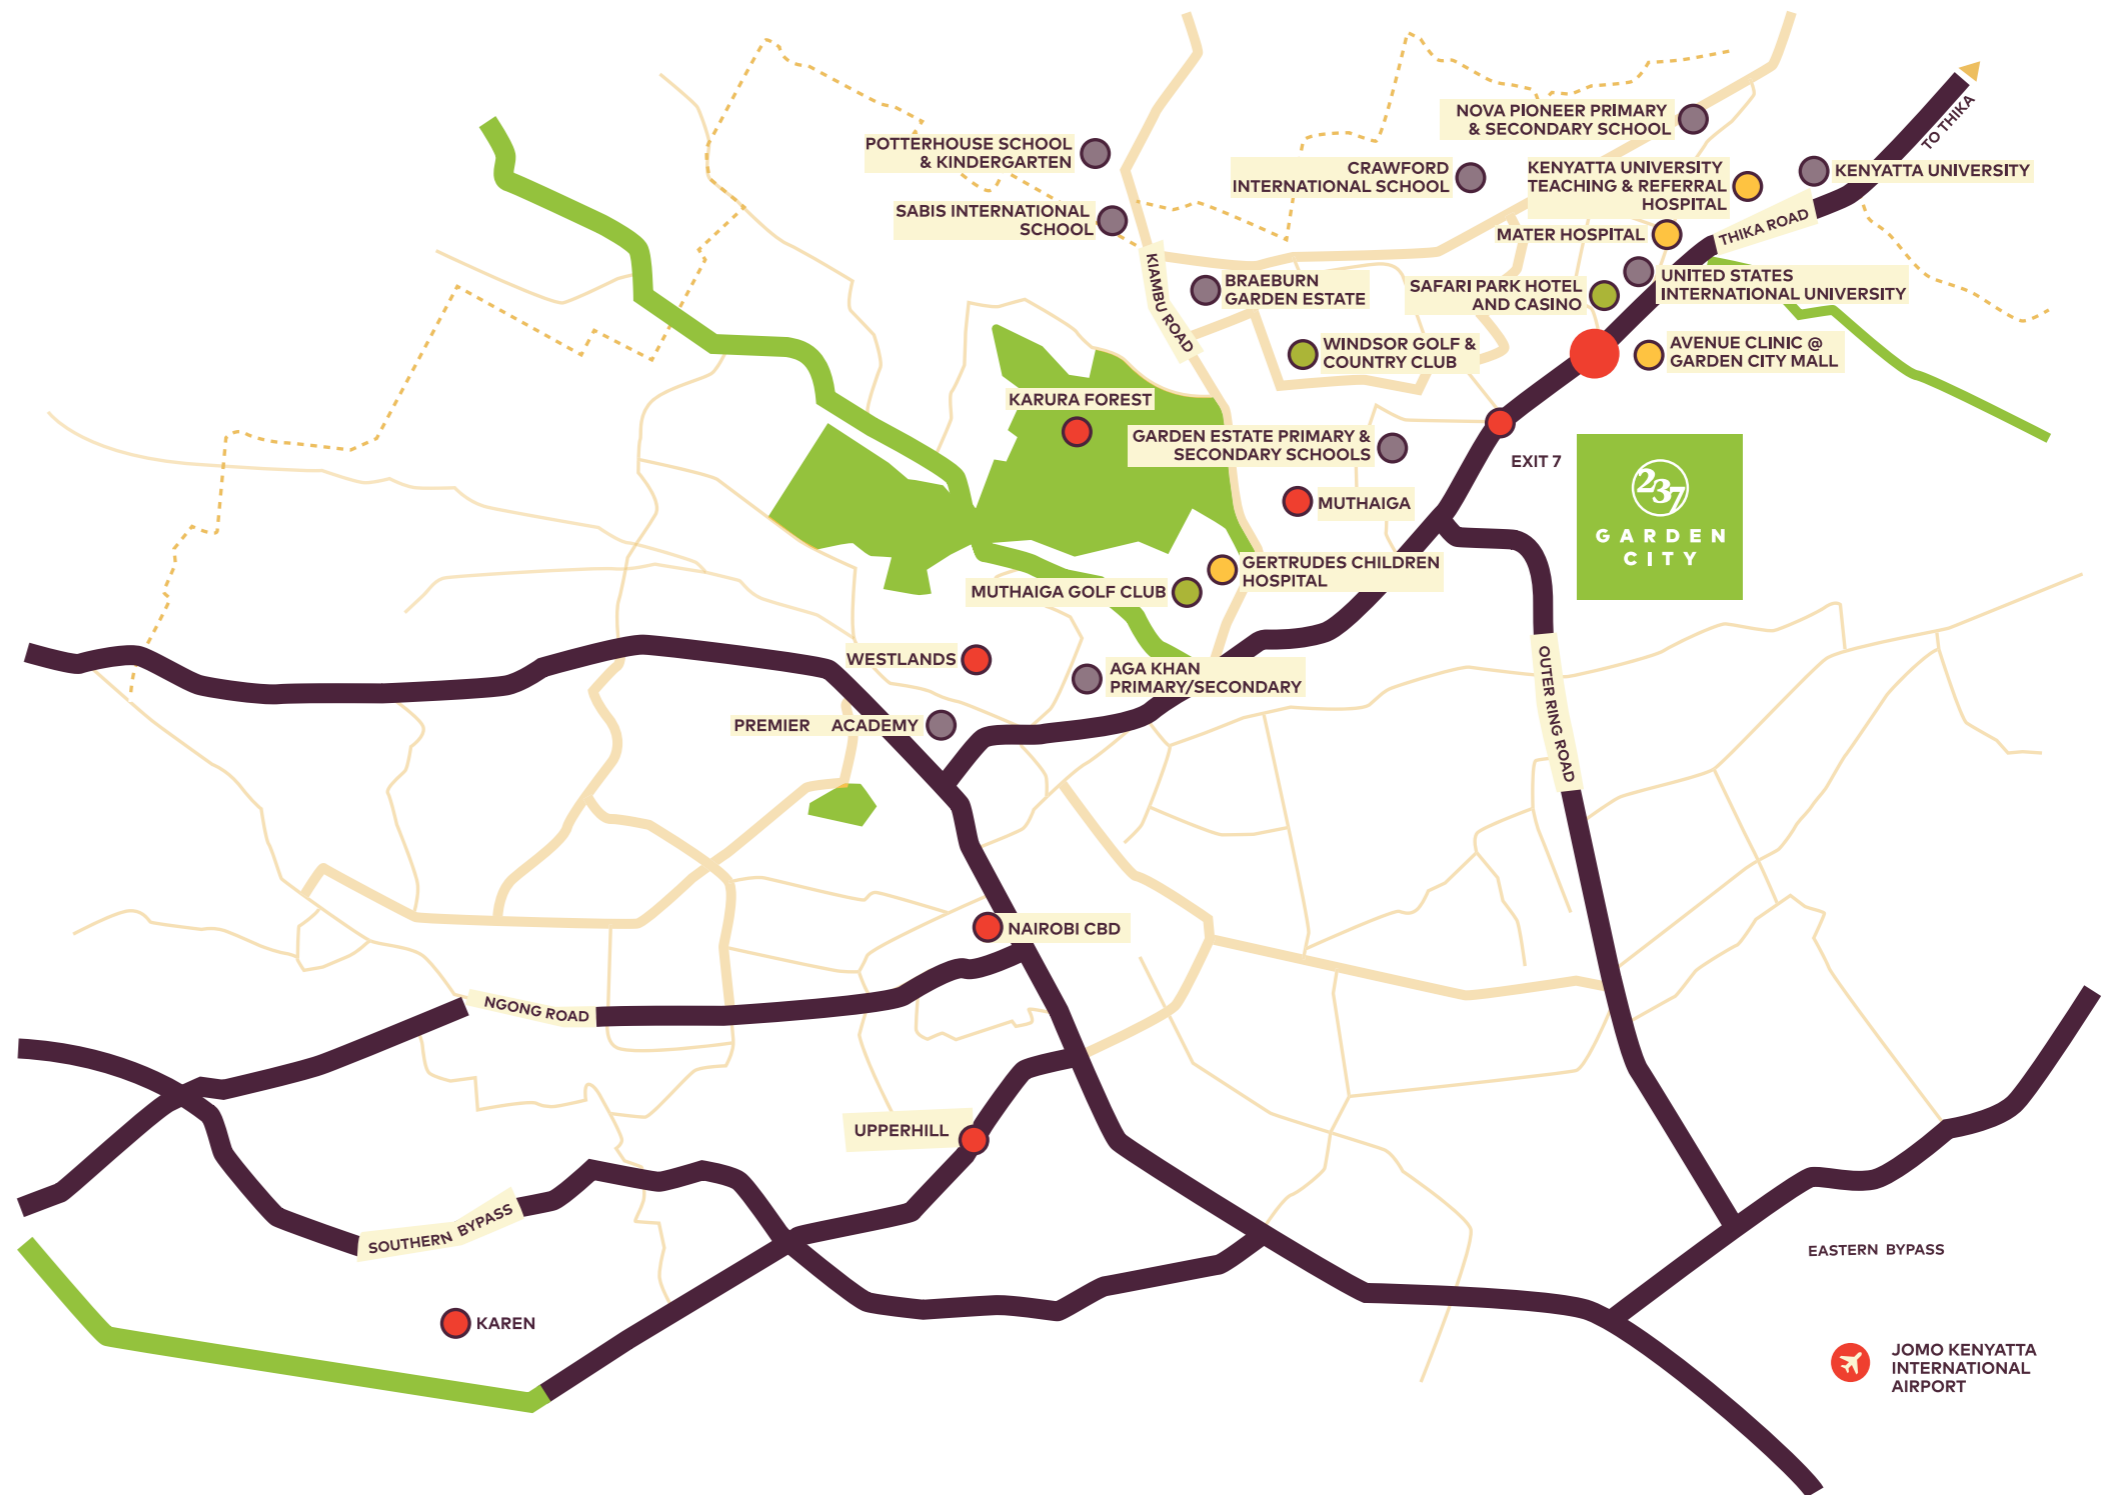 NOVA PIONEER PRIMARY
& SECONDARY SCHOOL
TO THIKA
POTTERHOUSE SCHOOL
& KINDERGARTEN
CRAWFORD
INTERNATIONAL SCHOOL
KENYATTA UNIVERSITY
TEACHING & REFERRAL
HOSPITAL
KENYATTA UNIVERSITY
SABIS INTERNATIONAL
SCHOOL
MATER HOSPITAL
THIKA ROAD
KIAMBU ROAD
BRAEBURN
GARDEN ESTATE
SAFARI PARK HOTEL
AND CASINO
UNITED STATES
INTERNATIONAL UNIVERSITY
WINDSOR GOLF &
COUNTRY CLUB
AVENUE CLINIC @
GARDEN CITY MALL
KARURA FOREST
GARDEN ESTATE PRIMARY &
SECONDARY SCHOOLS
EXIT 7
237
GARDEN
CITY
MUTHAIGA
GERTRUDES CHILDREN
HOSPITAL
MUTHAIGA GOLF CLUB
WESTLANDS
AGA KHAN
PRIMARY/SECONDARY
OUTER RING ROAD
PREMIER ACADEMY
NAIROBI CBD
NGONG ROAD
UPPERHILL
SOUTHERN BYPASS
EASTERN BYPASS
KAREN
JOMO KENYATTA
INTERNATIONAL
AIRPORT